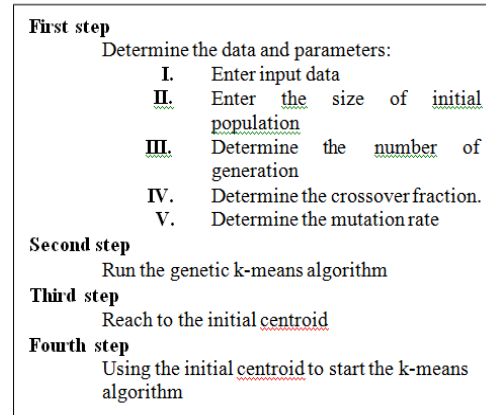 First step
Determine the data and parameters:
I. Enter input data
II. Enter the size of initial
population
III. Determine the number of
generation
IV. Determine the crossover fraction.
V. Determine the mutation rate
Second step
Run the genetic k-means algorithm
Third step
Reach to the initial centroid
Fourth step
Using the initial centroid to start the k-means
algorithm